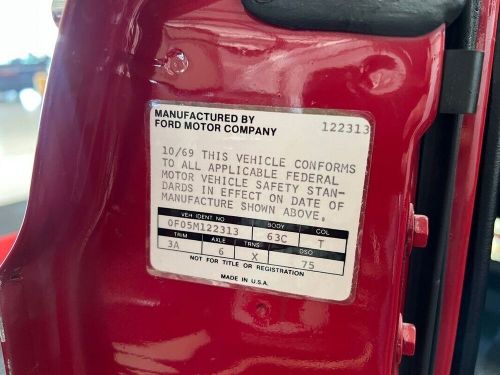 MANUFACTURED BY 122313
FORD MOTOR COMPANY
10/69 THIS VEHICLE CONFORMS
TO ALL APPLICABLE FEDERAL
MOTOR VEHICLE SAFETY STAN-
DARDS IN EFFECT ON DATE OF
MANUFACTURE SHOWN ABOVE.
VEH IDENT NO BODY COL
0F05M122313 63C T
TRIM AXLE TRNS DSO
3A 6 X 75
NOT FOR TITLE OR REGISTRATION
MADE IN U.S.A.